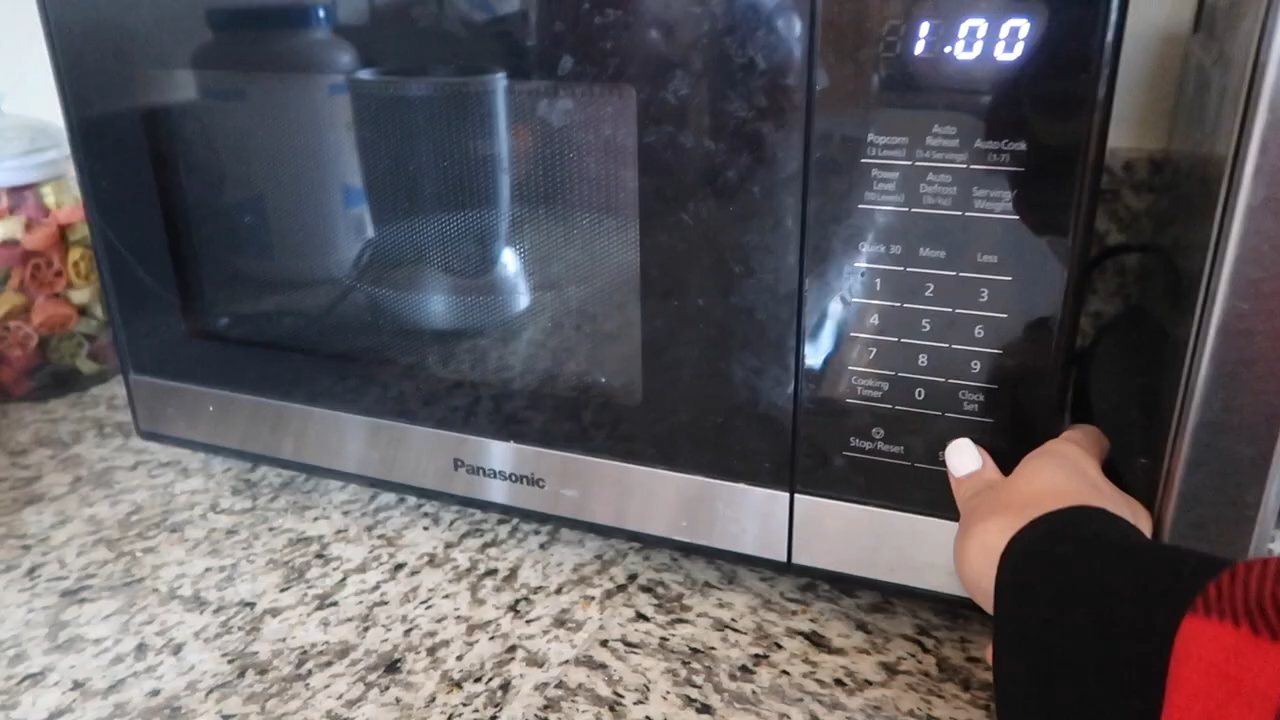 1.00
Popcorn
(3 Levels)
Auto
Reheat
(1-4 Servings)
Auto Cook
(1-7)
Power
Level
(10 Levels)
Auto
Defrost
(lb/kg)
Serving/
Weight
Quick 30 More Less
1 2 3
4 5 6
7 8 9
Cooking
Timer
0
Clock
Set
Stop/Reset
Panasonic